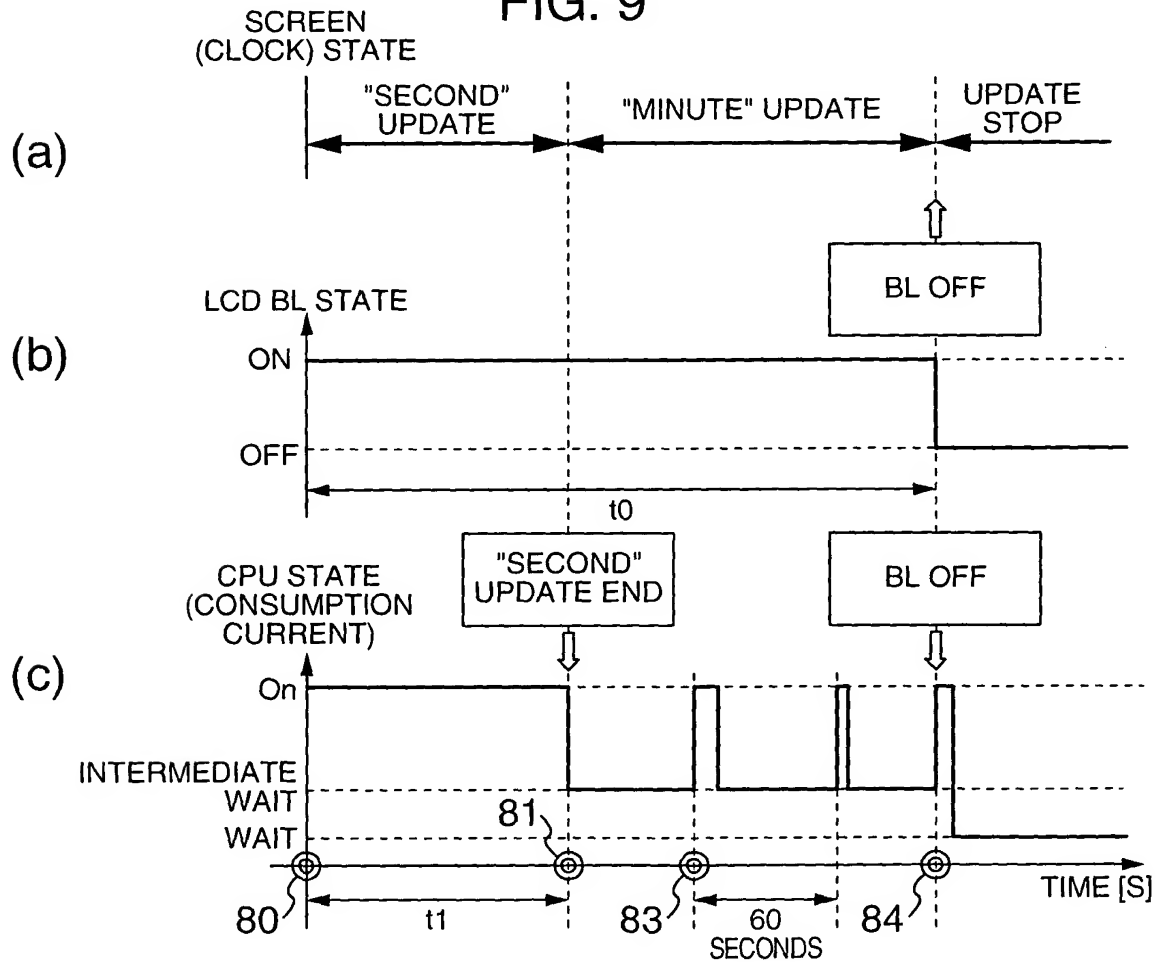 FIG. 9
SCREEN
(CLOCK) STATE
(a)
"SECOND"
UPDATE
"MINUTE" UPDATE
UPDATE
STOP
BL OFF
LCD BL STATE
(b)
ON
OFF
t0
"SECOND"
UPDATE END
BL OFF
CPU STATE
(CONSUMPTION
CURRENT)
(c)
On
INTERMEDIATE
WAIT
WAIT
81
TIME [S]
80
t1
83
60
SECONDS
84